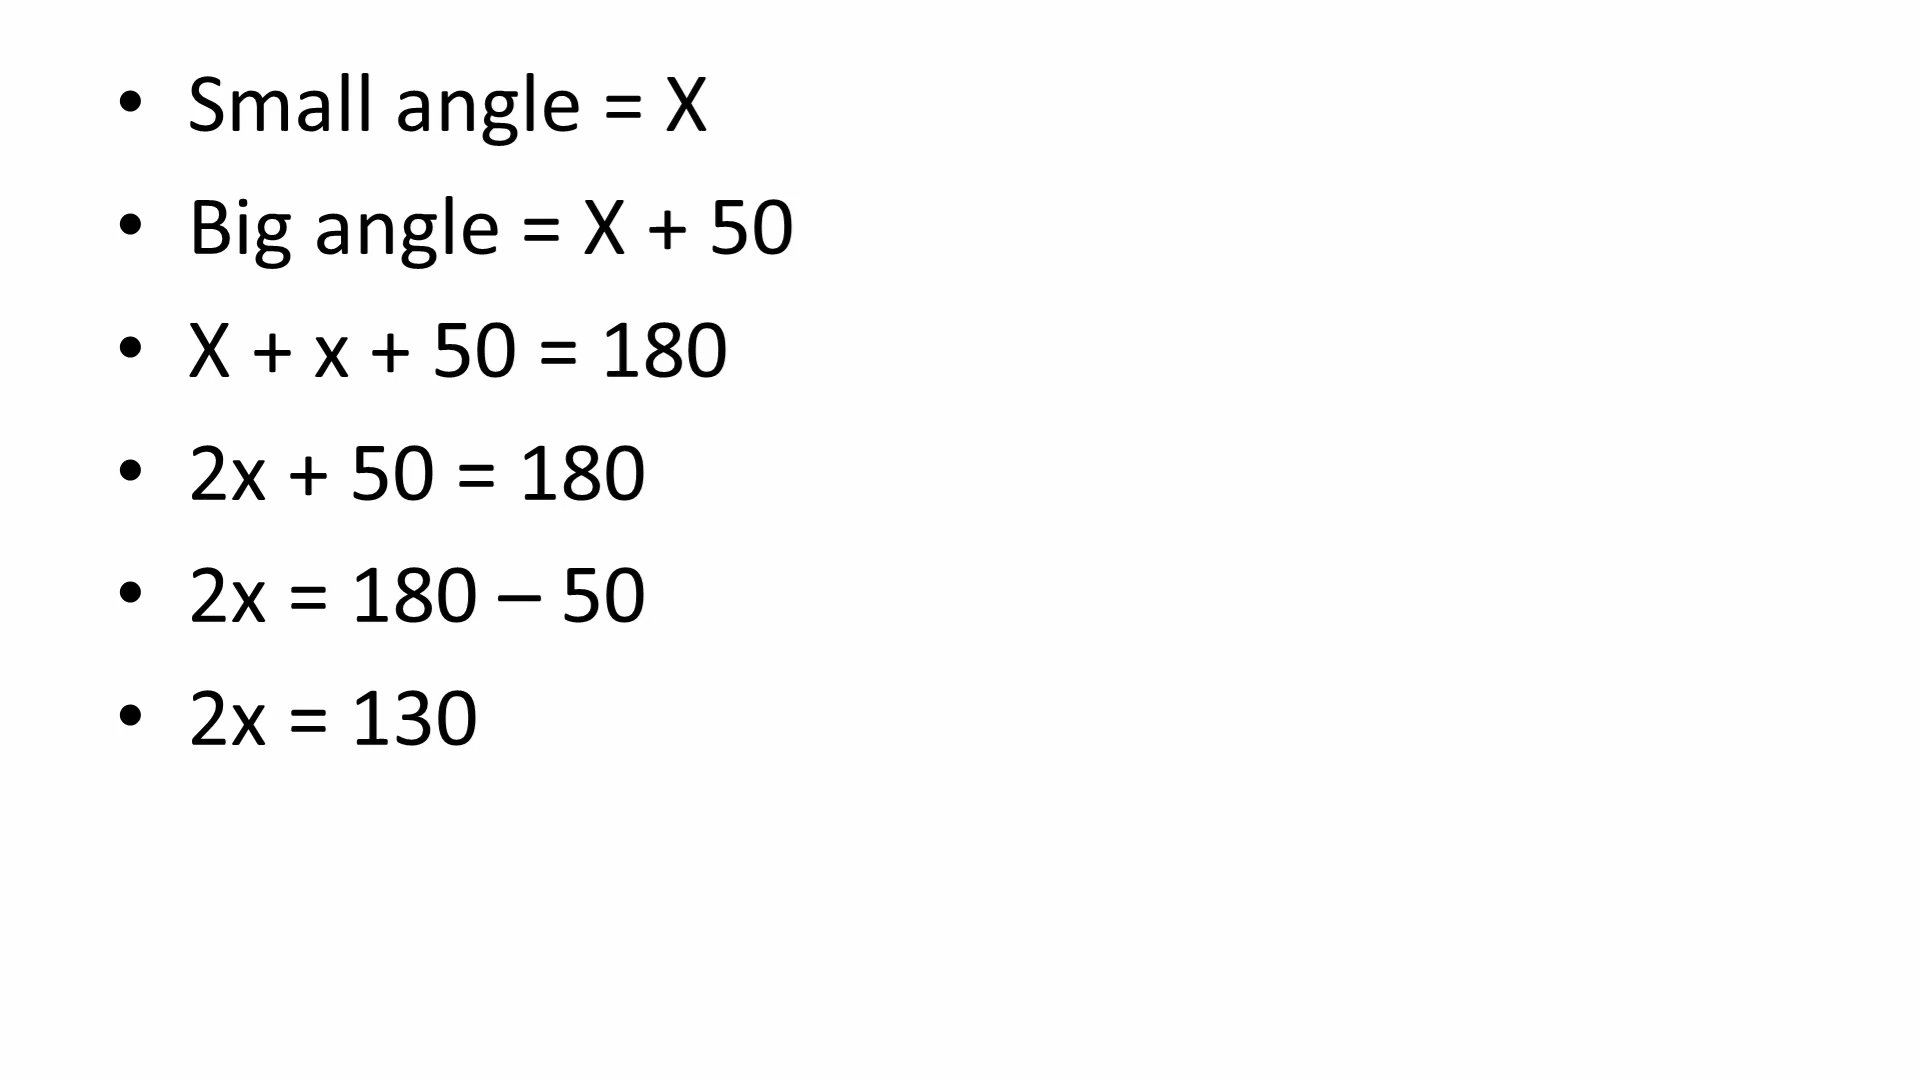 • Small angle = X
• Big angle = X + 50
• X + x + 50 = 180
• 2x + 50 = 180
• 2x = 180 – 50
• 2x = 130